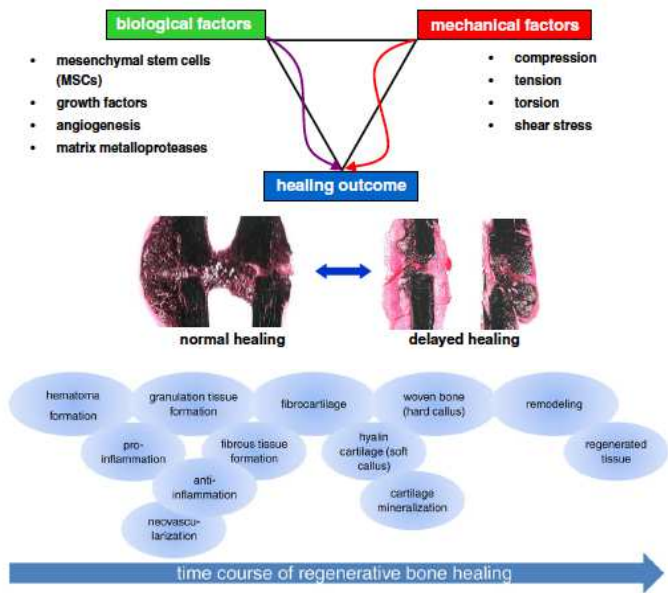 biological factors
mechanical factors
• mesenchymal stem cells
(MSCs)
• growth factors
• angiogenesis
• matrix metalloproteases
• compression
• tension
• torsion
• shear stress
healing outcome
normal healing
delayed healing
hematoma
formation
granulation tissue
formation
fibrocartilage
woven bone
(hard callus)
remodeling
pro-
inflammation
fibrous tissue
formation
hyalin
cartilage (soft
callus)
regenerated
tissue
anti-
inflammation
cartilage
mineralization
neovascu-
larization
time course of regenerative bone healing